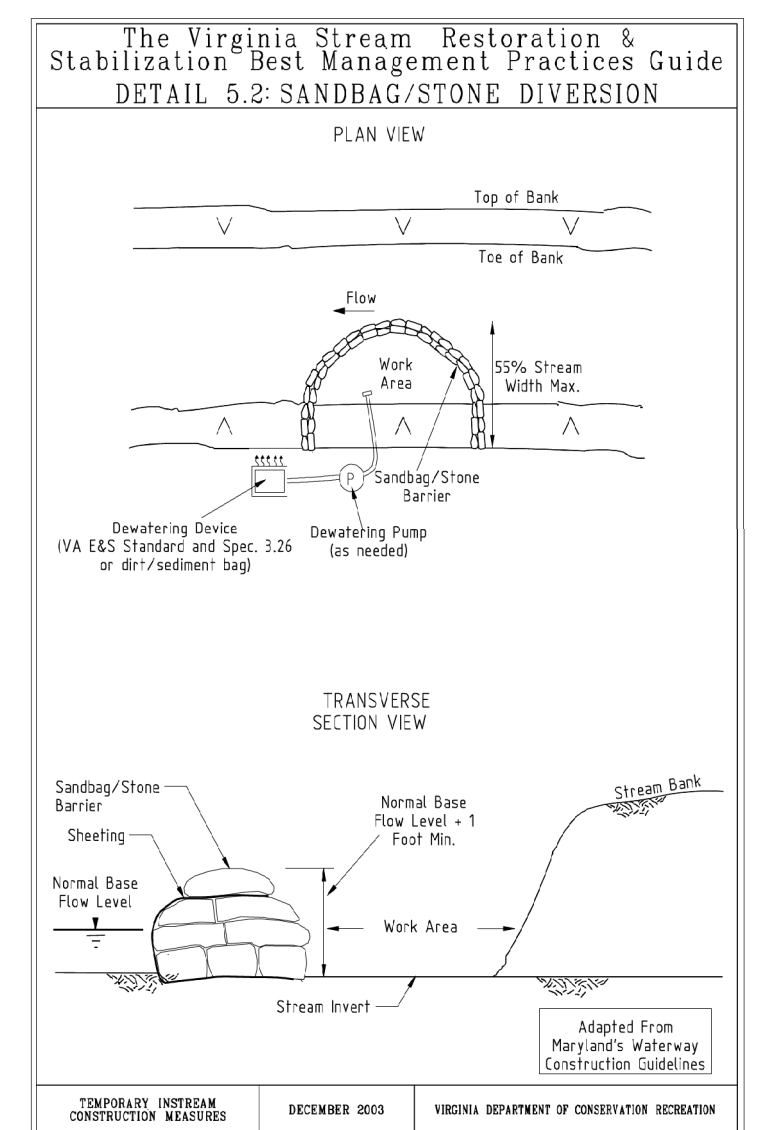 The Virginia Stream Restoration &
Stabilization Best Management Practices Guide
DETAIL 5.2: SANDBAG/STONE DIVERSION
PLAN VIEW
Top of Bank
Toe of Bank
Flow
Work
Area
55% Stream
Width Max.
P
Sandbag/Stone
Barrier
Dewatering Device
(VA E&S Standard and Spec. 3.26
or dirt/sediment bag)
Dewatering Pump
(as needed)
TRANSVERSE
SECTION VIEW
Sandbag/Stone
Barrier
Sheeting
Normal Base
Flow Level
Normal Base
Flow Level + 1
Foot Min.
Stream Bank
Work Area
Stream Invert
Adapted From
Maryland's Waterway
Construction Guidelines
TEMPORARY INSTREAM
CONSTRUCTION MEASURES
DECEMBER 2003
VIRGINIA DEPARTMENT OF CONSERVATION RECREATION